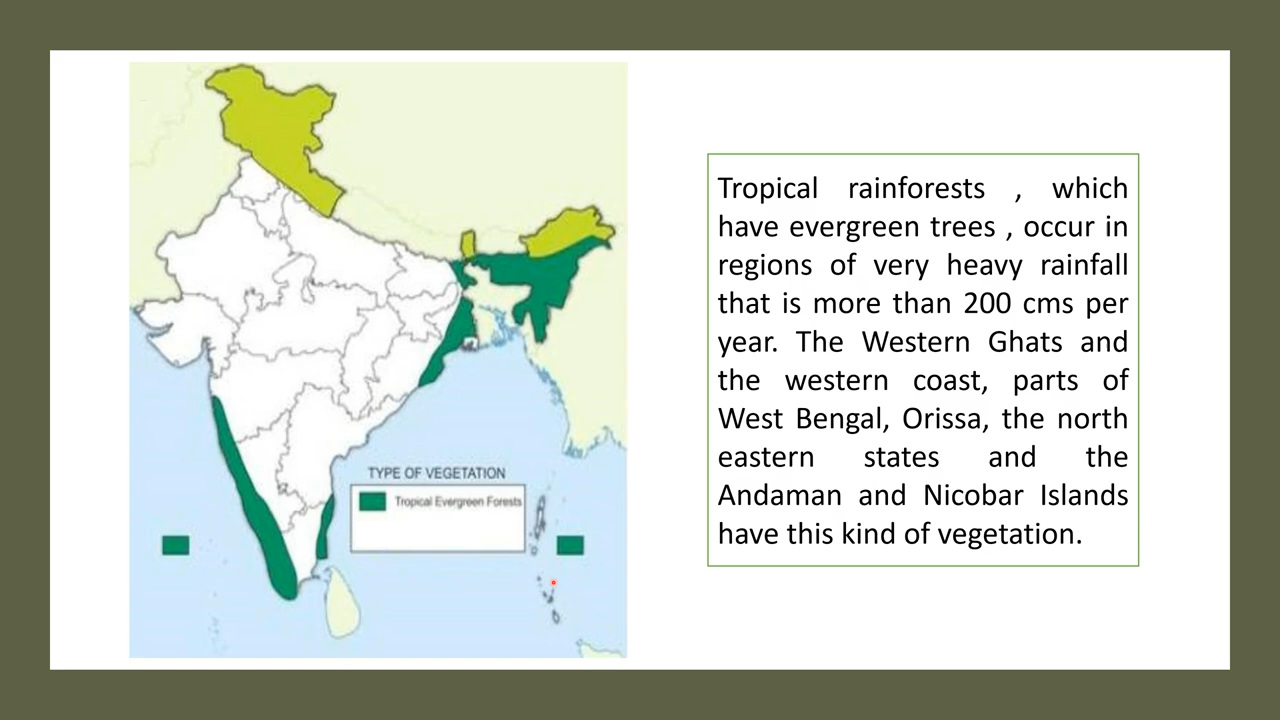 TYPE OF VEGETATION
Tropical Evergreen Forests
Tropical rainforests , which
have evergreen trees , occur in
regions of very heavy rainfall
that is more than 200 cms per
year. The Western Ghats and
the western coast, parts of
West Bengal, Orissa, the north
eastern states and the
Andaman and Nicobar Islands
have this kind of vegetation.